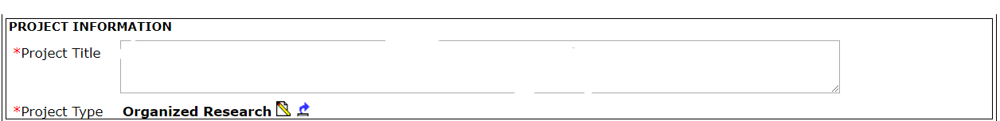 PROJECT INFORMATION
*Project Title
*Project Type Organized Research